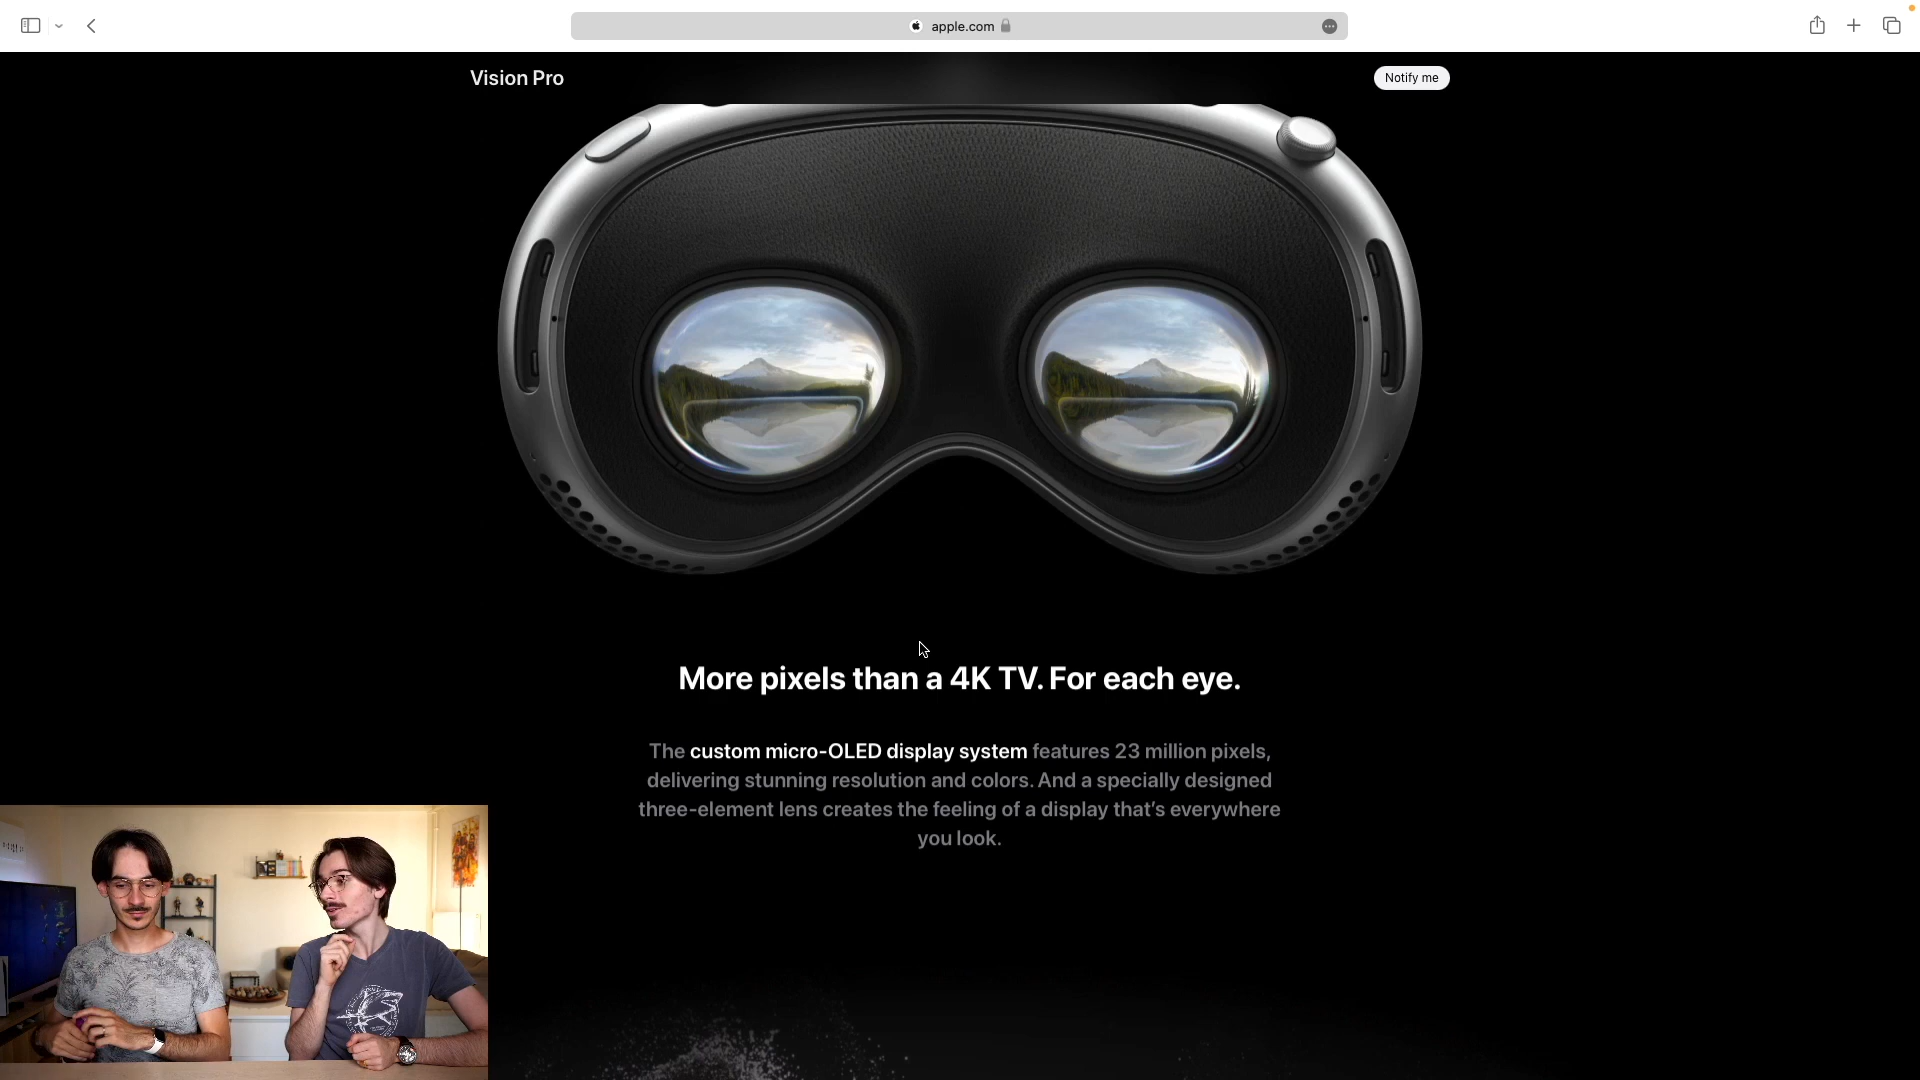 apple.com
Vision Pro
Notify me
More pixels than a 4K TV. For each eye.
The custom micro-OLED display system features 23 million pixels,
delivering stunning resolution and colors. And a specially designed
three-element lens creates the feeling of a display that’s everywhere
you look.